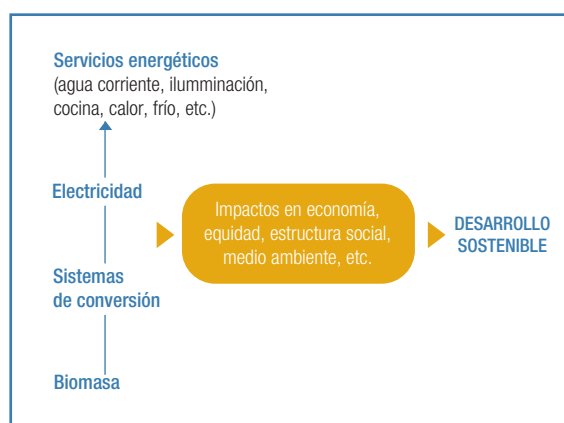 Servicios energéticos
(agua corriente, ilumminación,
cocina, calor, frío, etc.)
Electricidad
Impactos en economía,
equidad, estructura social,
medio ambiente, etc.
DESARROLLO
SOSTENIBLE
Sistemas
de conversión
Biomasa